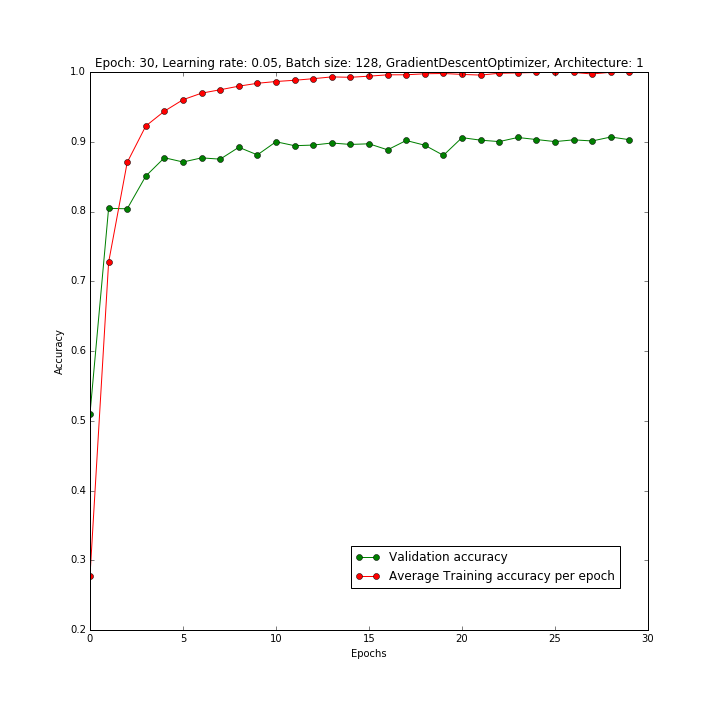 Epoch: 30, Learning rate: 0.05, Batch size: 128, GradientDescentOptimizer, Architecture: 1
1.0
0.9
0.8
0.7
0.6
0.5
0.4
0.3
0.2
Accuracy
Validation accuracy
Average Training accuracy per epoch
0 5 10 15 20 25 30
Epochs